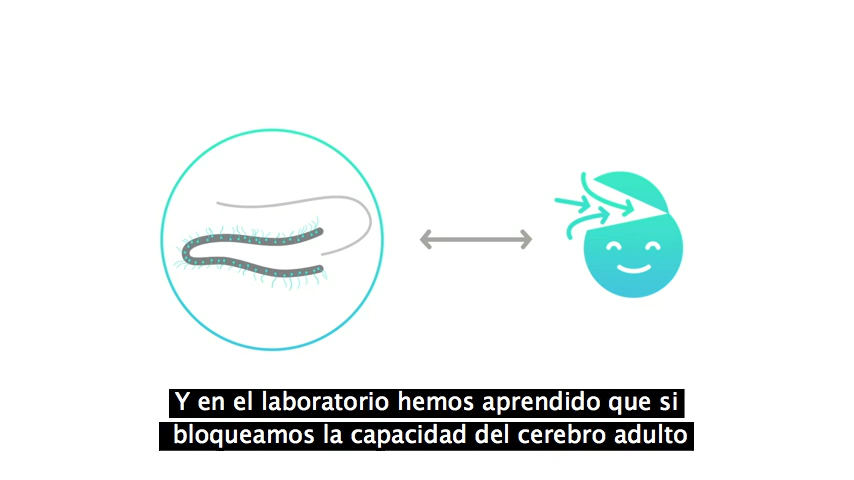 Y en el laboratorio hemos aprendido que si
bloqueamos la capacidad del cerebro adulto